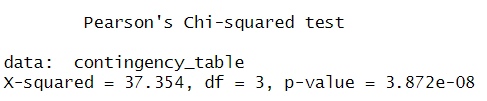 Pearson's Chi-squared test
data:  contingency_table
X-squared = 37.354, df = 3, p-value = 3.872e-08